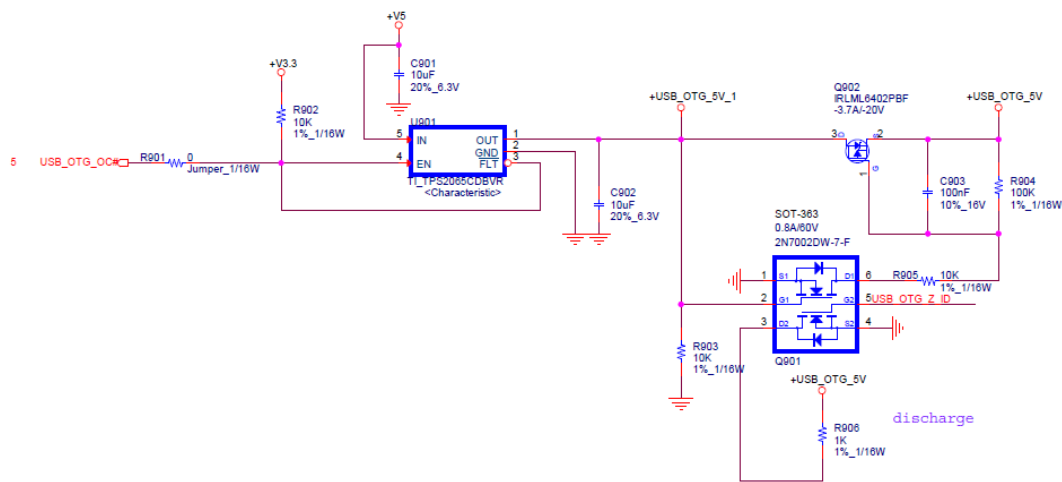 +V5
C901
10uF
20%_6.3V
+V3.3
R902
10K
1%_1/16W
U901
5 IN OUT 1
GND 2
4 EN FLT 3
TI_TPS2065CDBVR
<Characteristic>
5 USB_OTG_OC#
R901 0
Jumper_1/16W
C902
10uF
20%_6.3V
+USB_OTG_5V_1
Q902
IRLML6402PBF
-3.7A/-20V
+USB_OTG_5V
3 D S 2
1 G
C903
100nF
10%_16V
R904
100K
1%_1/16W
SOT-363
0.8A/60V
2N7002DW-7-F
1 S1 D1 6
R905 10K
1%_1/16W
2 G1 G2 5 USB_OTG_Z_ID
3 D2 S2 4
Q901
R903
10K
1%_1/16W
+USB_OTG_5V
R906
1K
1%_1/16W
discharge